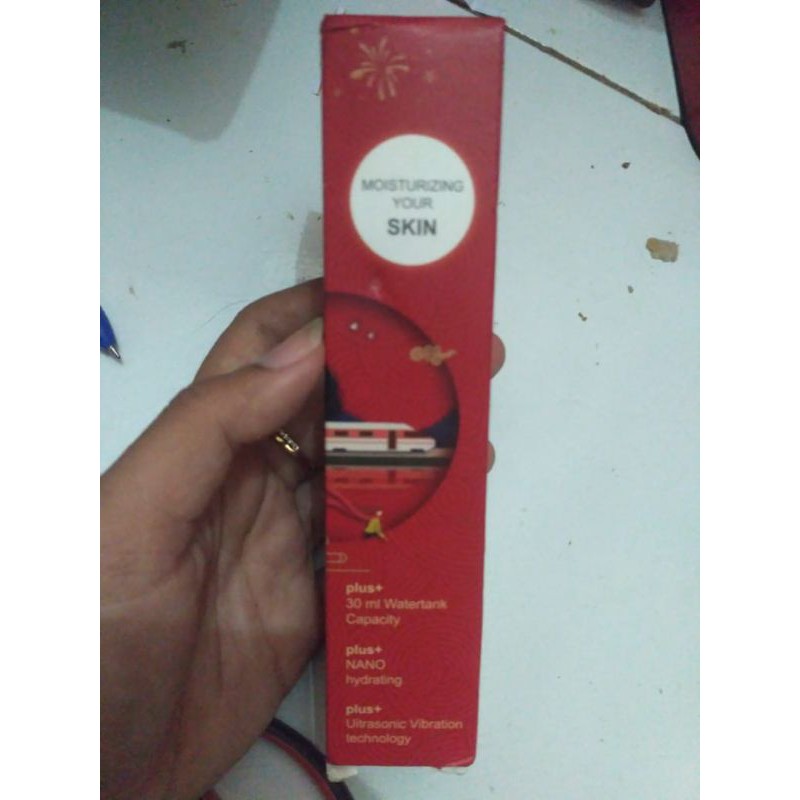 MOISTURIZING
YOUR
SKIN
plus+
30 ml Watertank
Capacity
plus+
NANO
hydrating
plus+
Ultrasonic Vibration
technology